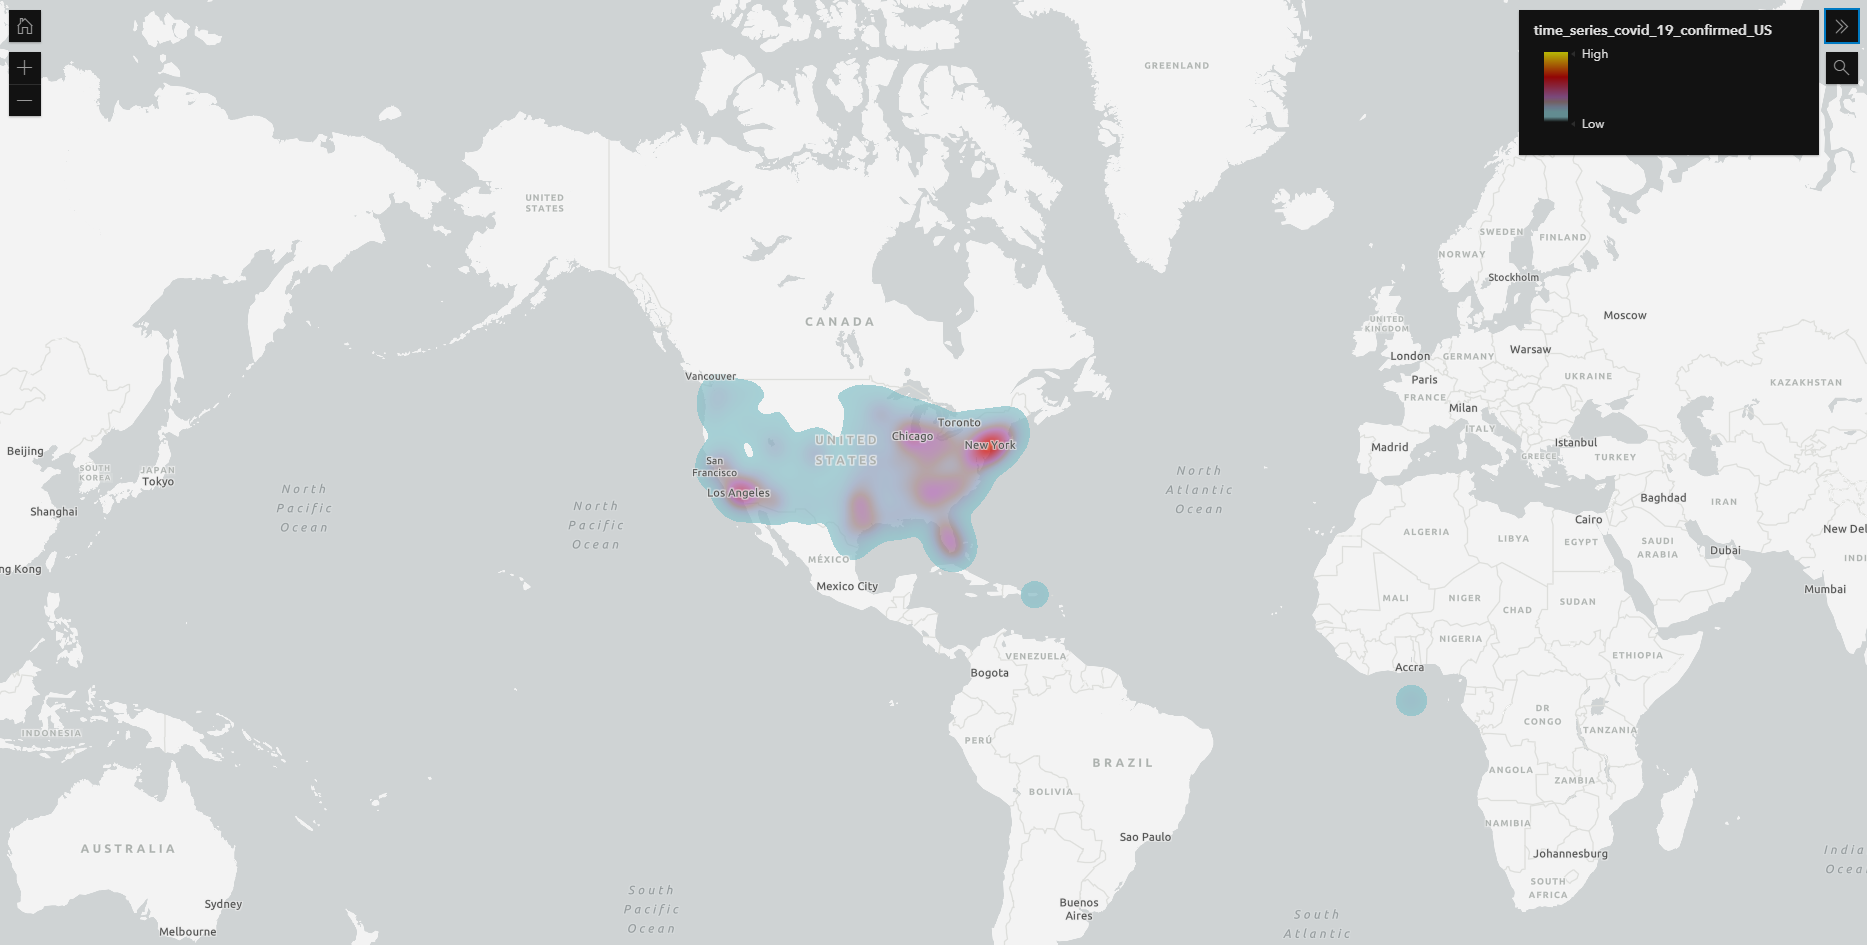 time_series_covid_19_confirmed_US
High
Low
GREENLAND
UNITED
STATES
SWEDEN
FINLAND
NORWAY
Stockholm
CANADA
Moscow
UNITED
KINGDOM
London
GERMANY
Warsaw
Vancouver
Paris
UKRAINE
KAZAKHSTAN
FRANCE
Milan
Toronto
ITALY
Chicago
New York
UNITED
STATES
Madrid
Istanbul
GREECE
TURKEY
Beijing
SOUTH
KOREA
JAPAN
Tokyo
San
Francisco
Los Angeles
North
Pacific
Ocean
North
Pacific
Ocean
North
Atlantic
Ocean
Baghdad
IRAN
Shanghai
Cairo
ALGERIA
LIBYA
EGYPT
SAUDI
ARABIA
Dubai
New Del
INDI
Mumbai
ng Kong
MÉXICO
Mexico City
MALI
NIGER
CHAD
SUDAN
NIGERIA
ETHIOPIA
VENEZUELA
Bogota
Accra
INDONESIA
PERÚ
BRAZIL
DR
CONGO
TANZANIA
BOLIVIA
ANGOLA
ZAMBIA
NAMIBIA
Sao Paulo
Johannesburg
AUSTRALIA
India
Ocea
SOUTH
AFRICA
Sydney
Melbourne
South
Pacific
Ocean
Buenos
Aires
South
Atlantic